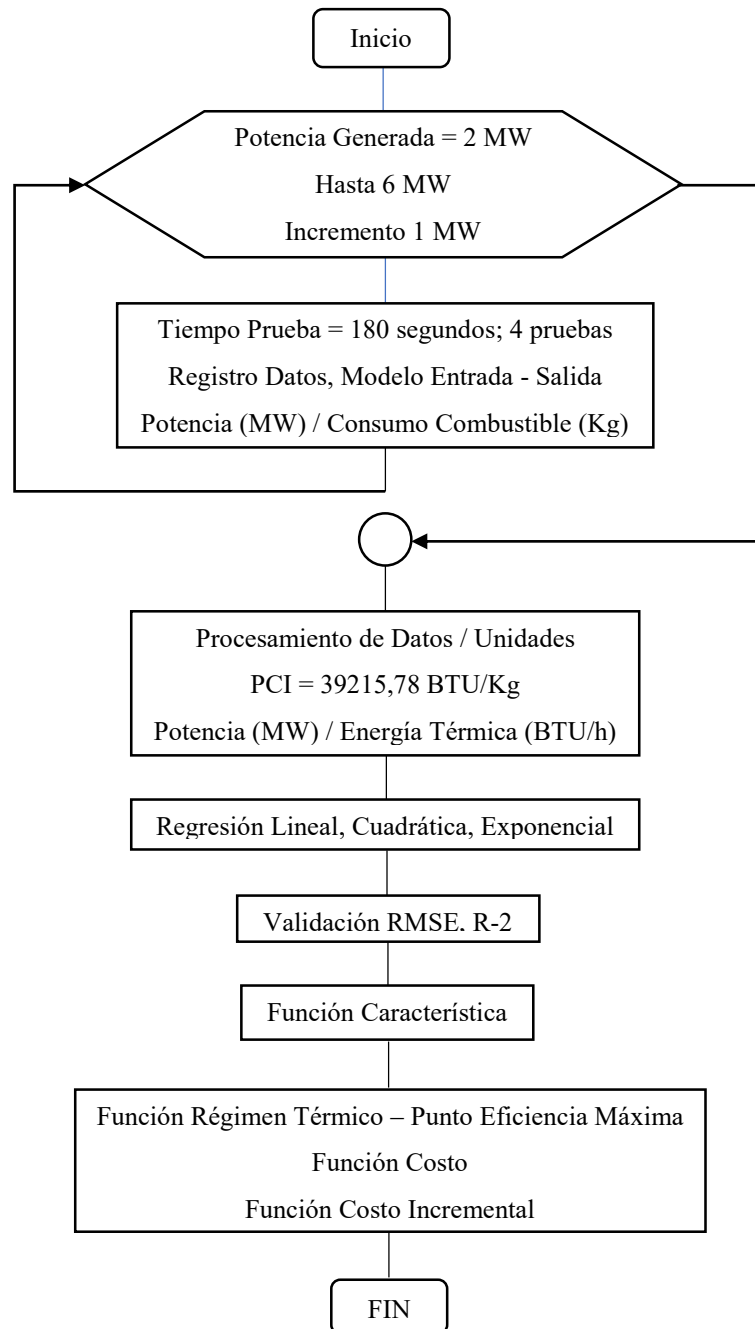 Inicio
Potencia Generada = 2 MW
Hasta 6 MW
Incremento 1 MW
Tiempo Prueba = 180 segundos; 4 pruebas
Registro Datos, Modelo Entrada - Salida
Potencia (MW) / Consumo Combustible (Kg)
Procesamiento de Datos / Unidades
PCI = 39215,78 BTU/Kg
Potencia (MW) / Energía Térmica (BTU/h)
Regresión Lineal, Cuadrática, Exponencial
Validación RMSE, R-2
Función Característica
Función Régimen Térmico – Punto Eficiencia Máxima
Función Costo
Función Costo Incremental
FIN